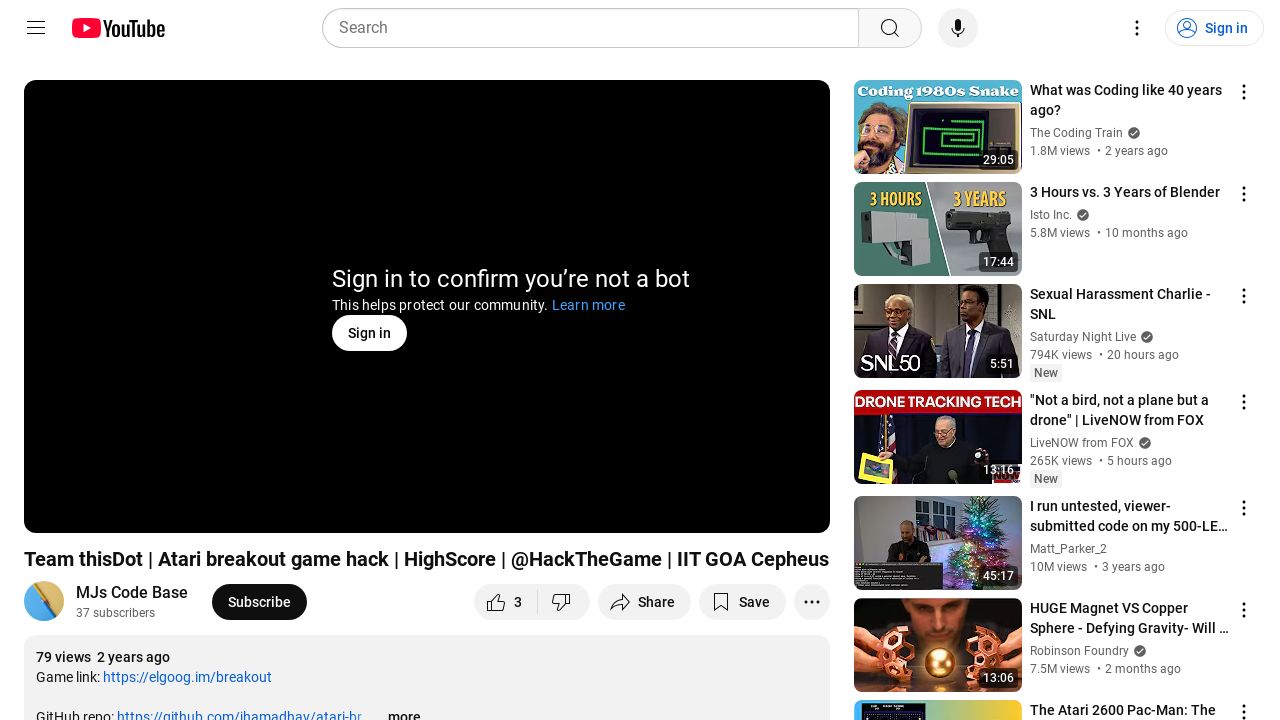 YouTube
Search
Sign in
Sign in to confirm you’re not a bot
This helps protect our community. Learn more
Sign in
Team thisDot | Atari breakout game hack | HighScore | @HackTheGame | IIT GOA Cepheus
MJs Code Base
37 subscribers
Subscribe
3
Share
Save
79 views 2 years ago
Game link: https://elgoog.im/breakout
GitHub repo: https://github.com/jhamadhav/atari-br...
...more
Coding 1980s Snake
29:05
What was Coding like 40 years
ago?
The Coding Train
1.8M views • 2 years ago
3 HOURS
3 YEARS
17:44
3 Hours vs. 3 Years of Blender
Isto Inc.
5.8M views • 10 months ago
SNL50
5:51
Sexual Harassment Charlie -
SNL
Saturday Night Live
794K views • 20 hours ago
New
DRONE TRACKING TECH
13:16
"Not a bird, not a plane but a
drone" | LiveNOW from FOX
LiveNOW from FOX
265K views • 5 hours ago
New
45:17
I run untested, viewer-
submitted code on my 500-LE…
Matt_Parker_2
10M views • 3 years ago
13:06
HUGE Magnet VS Copper
Sphere - Defying Gravity- Will …
Robinson Foundry
7.5M views • 2 months ago
The Atari 2600 Pac-Man: The